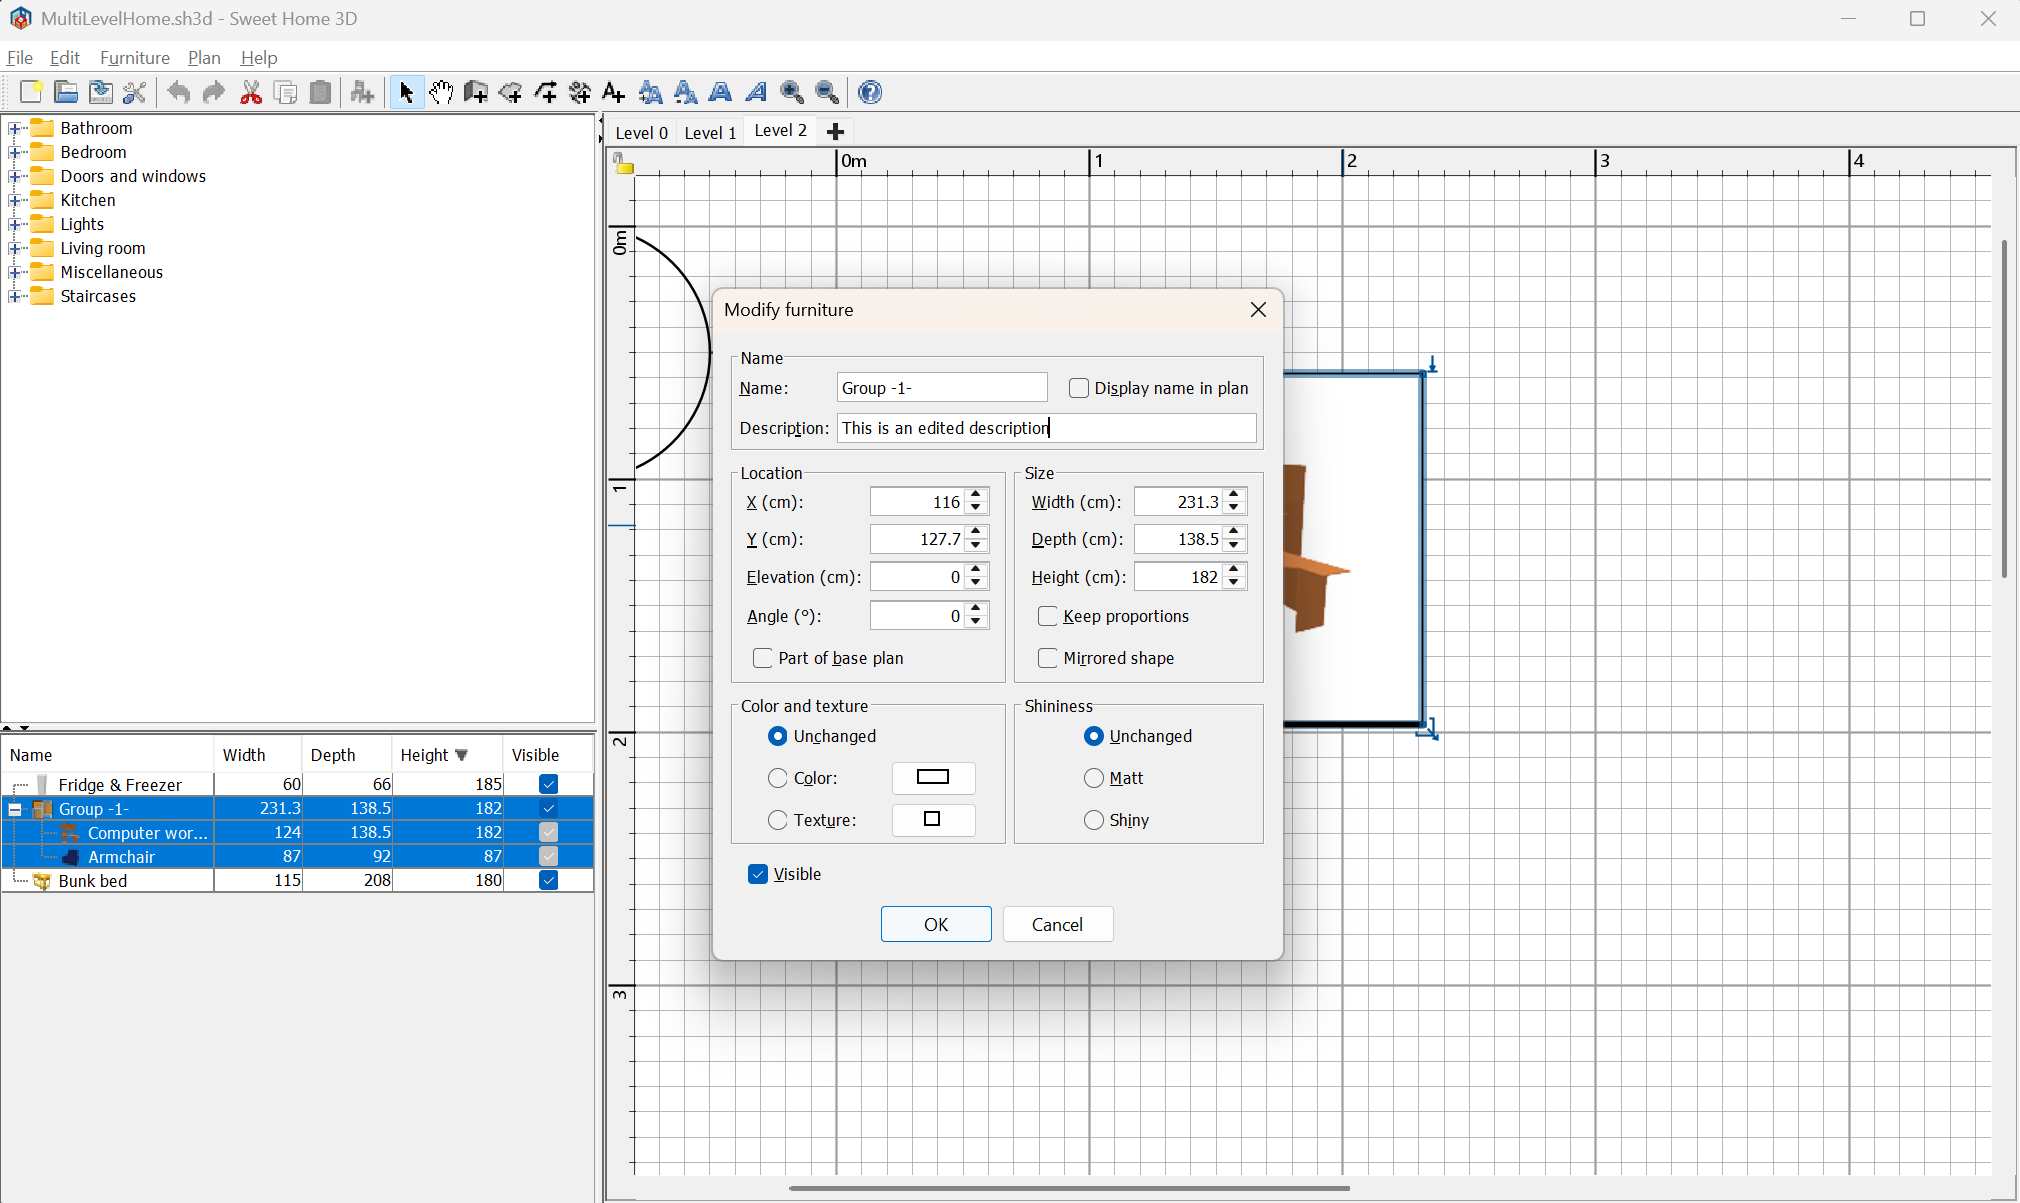 MultiLevelHome.sh3d - Sweet Home 3D
File Edit Furniture Plan Help
Bathroom
Bedroom
Doors and windows
Kitchen
Lights
Living room
Miscellaneous
Staircases
Name Width Depth Height Visible
Fridge & Freezer 60 66 185
Group -1- 231.3 138.5 182
Computer wor... 124 138.5 182
Armchair 87 92 87
Bunk bed 115 208 180
Level 0 Level 1 Level 2
0m 1 2 3 4
0m
1
2
3
Modify furniture
Name
Name: Group -1- Display name in plan
Description: This is an edited description
Location
X (cm): 116
Y (cm): 127.7
Elevation (cm): 0
Angle (°): 0
Part of base plan
Size
Width (cm): 231.3
Depth (cm): 138.5
Height (cm): 182
Keep proportions
Mirrored shape
Color and texture
Unchanged
Color:
Texture:
Shininess
Unchanged
Matt
Shiny
Visible
OK Cancel